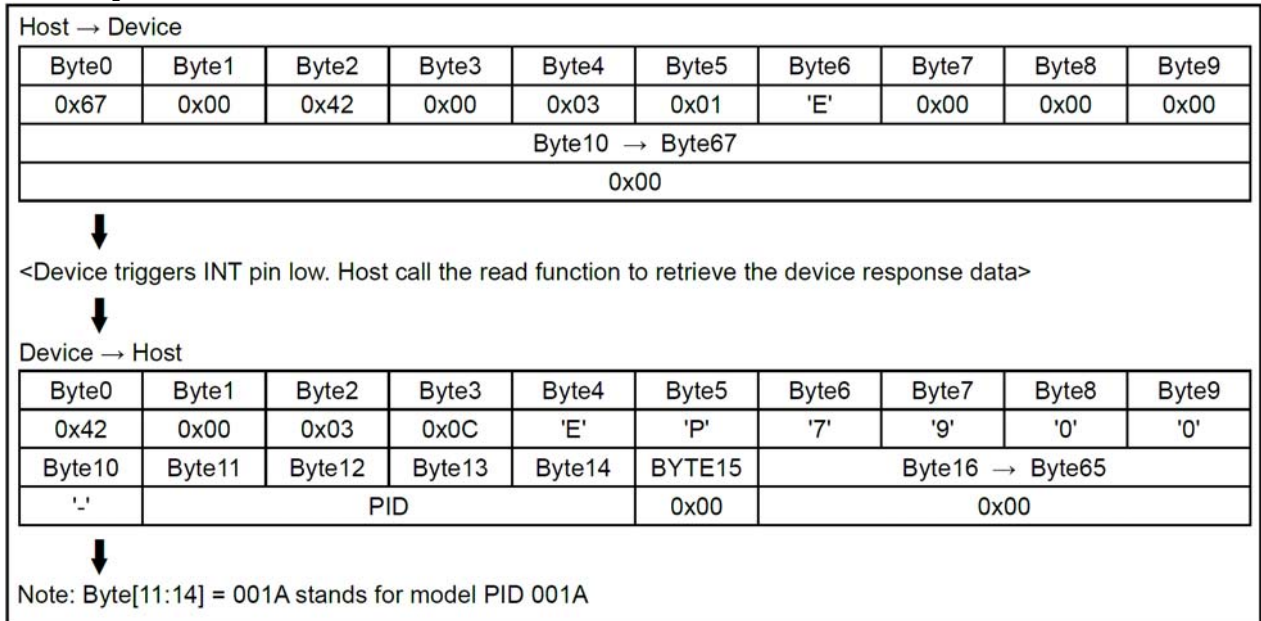 Host → Device
Byte0 Byte1 Byte2 Byte3 Byte4 Byte5 Byte6 Byte7 Byte8 Byte9
0x67 0x00 0x42 0x00 0x03 0x01 'E' 0x00 0x00 0x00
Byte10 → Byte67
0x00
<Device triggers INT pin low. Host call the read function to retrieve the device response data>
Device → Host
Byte0 Byte1 Byte2 Byte3 Byte4 Byte5 Byte6 Byte7 Byte8 Byte9
0x42 0x00 0x03 0x0C 'E' 'P' '7' '9' '0' '0'
Byte10 Byte11 Byte12 Byte13 Byte14 BYTE15 Byte16 → Byte65
'-' PID 0x00 0x00
Note: Byte[11:14] = 001A stands for model PID 001A